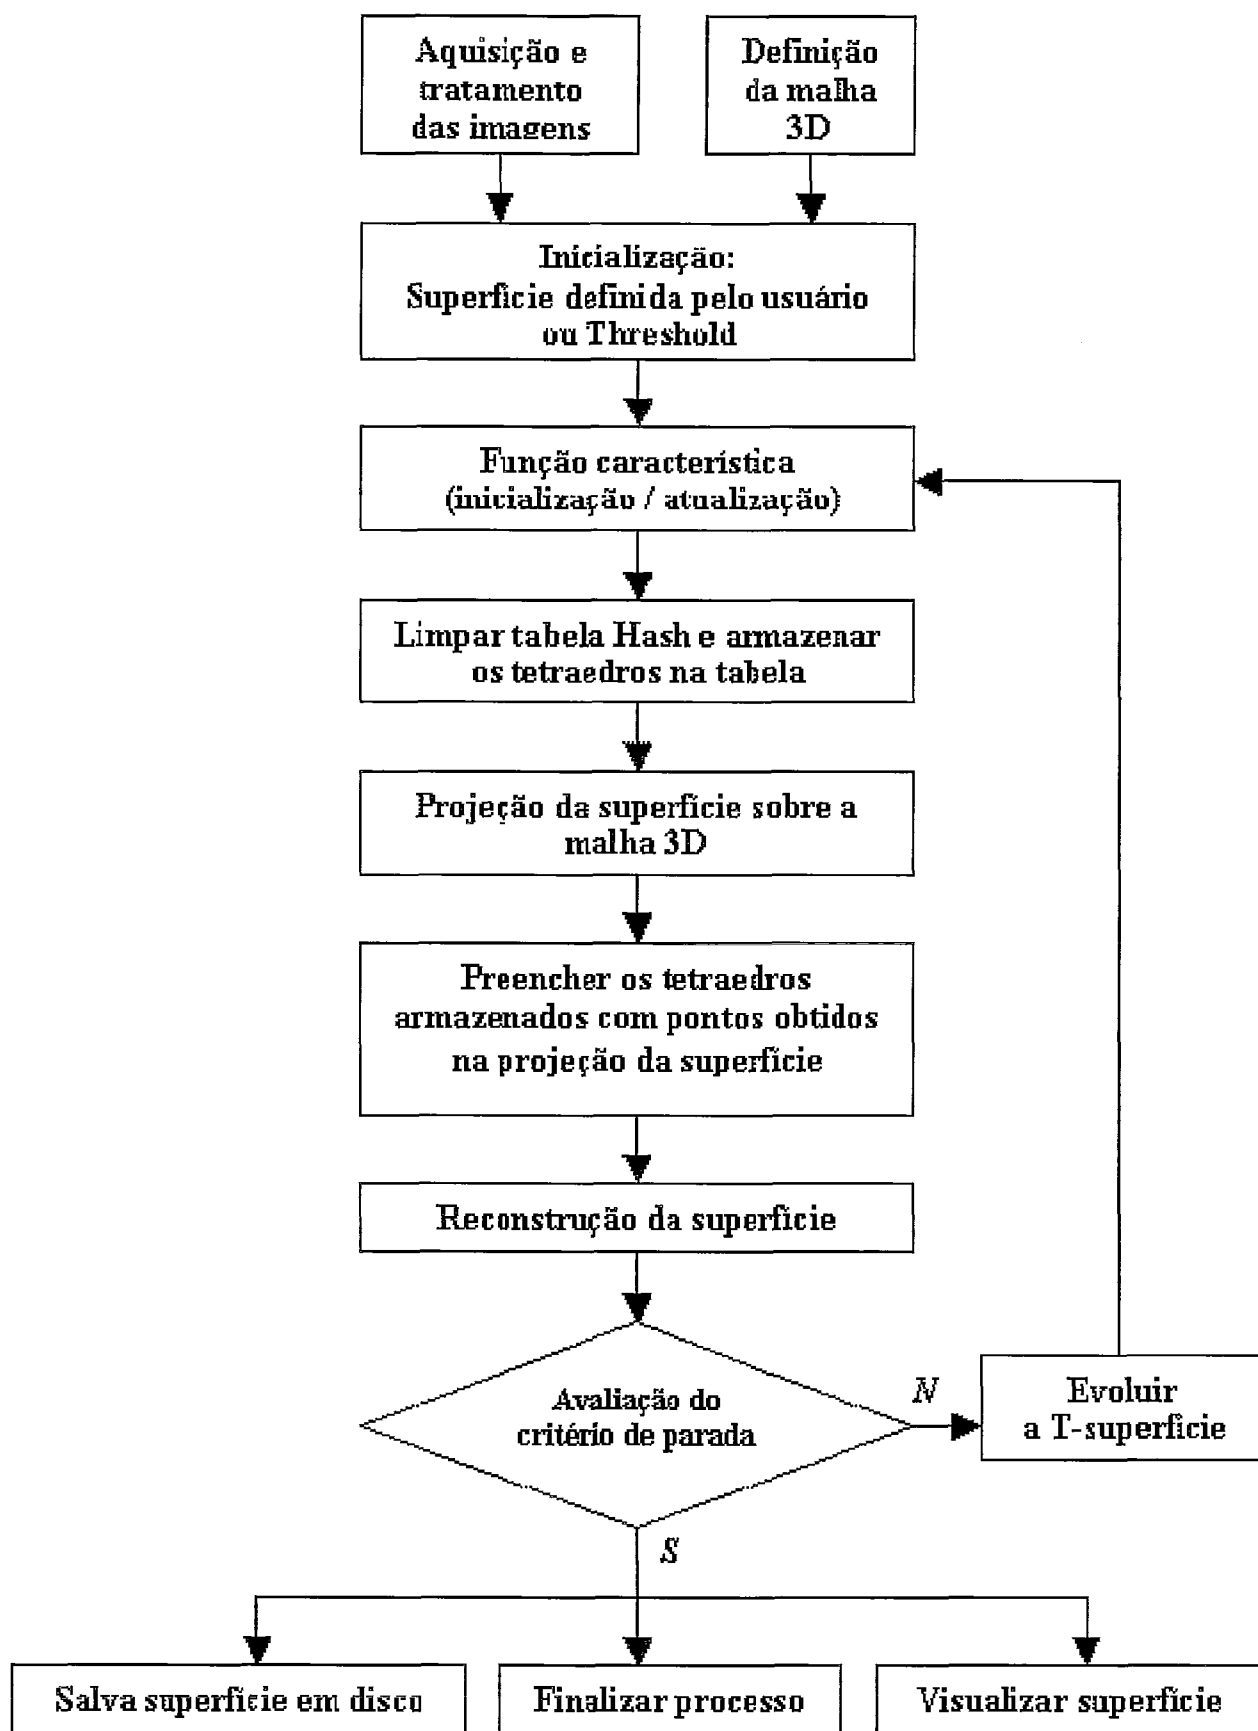 Aquisição e
tratamento
das imagens
Definição
da malha
3D
Inicialização:
Superfície definida pelo usuário
ou Threshold
Função característica
(inicialização / atualização)
Limpar tabela Hash e armazenar
os tetraedros na tabela
Projeção da superfície sobre a
malha 3D
Preencher os tetraedros
armazenados com pontos obtidos
na projeção da superfície
Reconstrução da superfície
Avaliação do
critério de parada
N
Evoluir
a T-superfície
S
Salva superfície em disco
Finalizar processo
Visualizar superfície